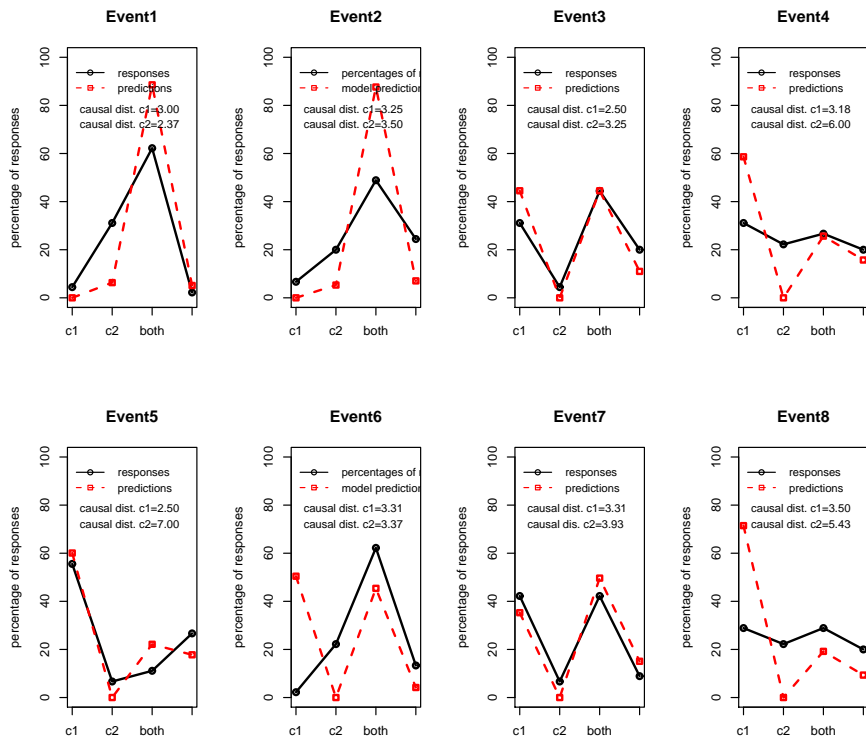 Event1
percentage of responses
100
80
60
40
20
0
responses
predictions
causal dist. c1=3.00
causal dist. c2=2.37
c1 c2 both
Event2
percentage of responses
100
80
60
40
20
0
percentages of
model prediction
causal dist. c1=3.25
causal dist. c2=3.50
c1 c2 both
Event3
percentage of responses
100
80
60
40
20
0
responses
predictions
causal dist. c1=2.50
causal dist. c2=3.25
c1 c2 both
Event4
percentage of responses
100
80
60
40
20
0
responses
predictions
causal dist. c1=3.18
causal dist. c2=6.00
c1 c2 both
Event5
percentage of responses
100
80
60
40
20
0
responses
predictions
causal dist. c1=2.50
causal dist. c2=7.00
c1 c2 both
Event6
percentage of responses
100
80
60
40
20
0
percentages of
model prediction
causal dist. c1=3.31
causal dist. c2=3.37
c1 c2 both
Event7
percentage of responses
100
80
60
40
20
0
responses
predictions
causal dist. c1=3.31
causal dis. c2=3.93
c1 c2 both
Event8
percentage of responses
100
80
60
40
20
0
responses
predictions
causal dist. c1=3.50
causal dist. c2=5.43
c1 c2 both